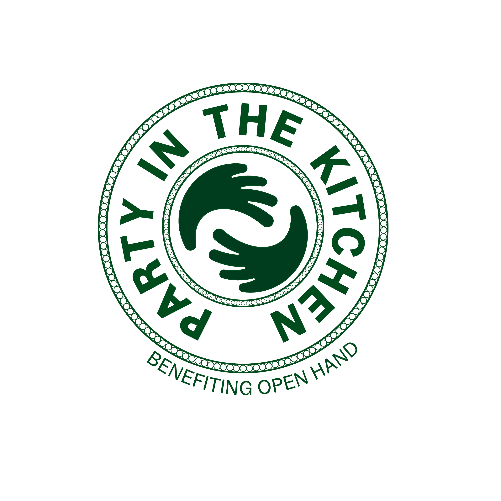 PARTY IN THE KITCHEN
BENEFITING OPEN HAND